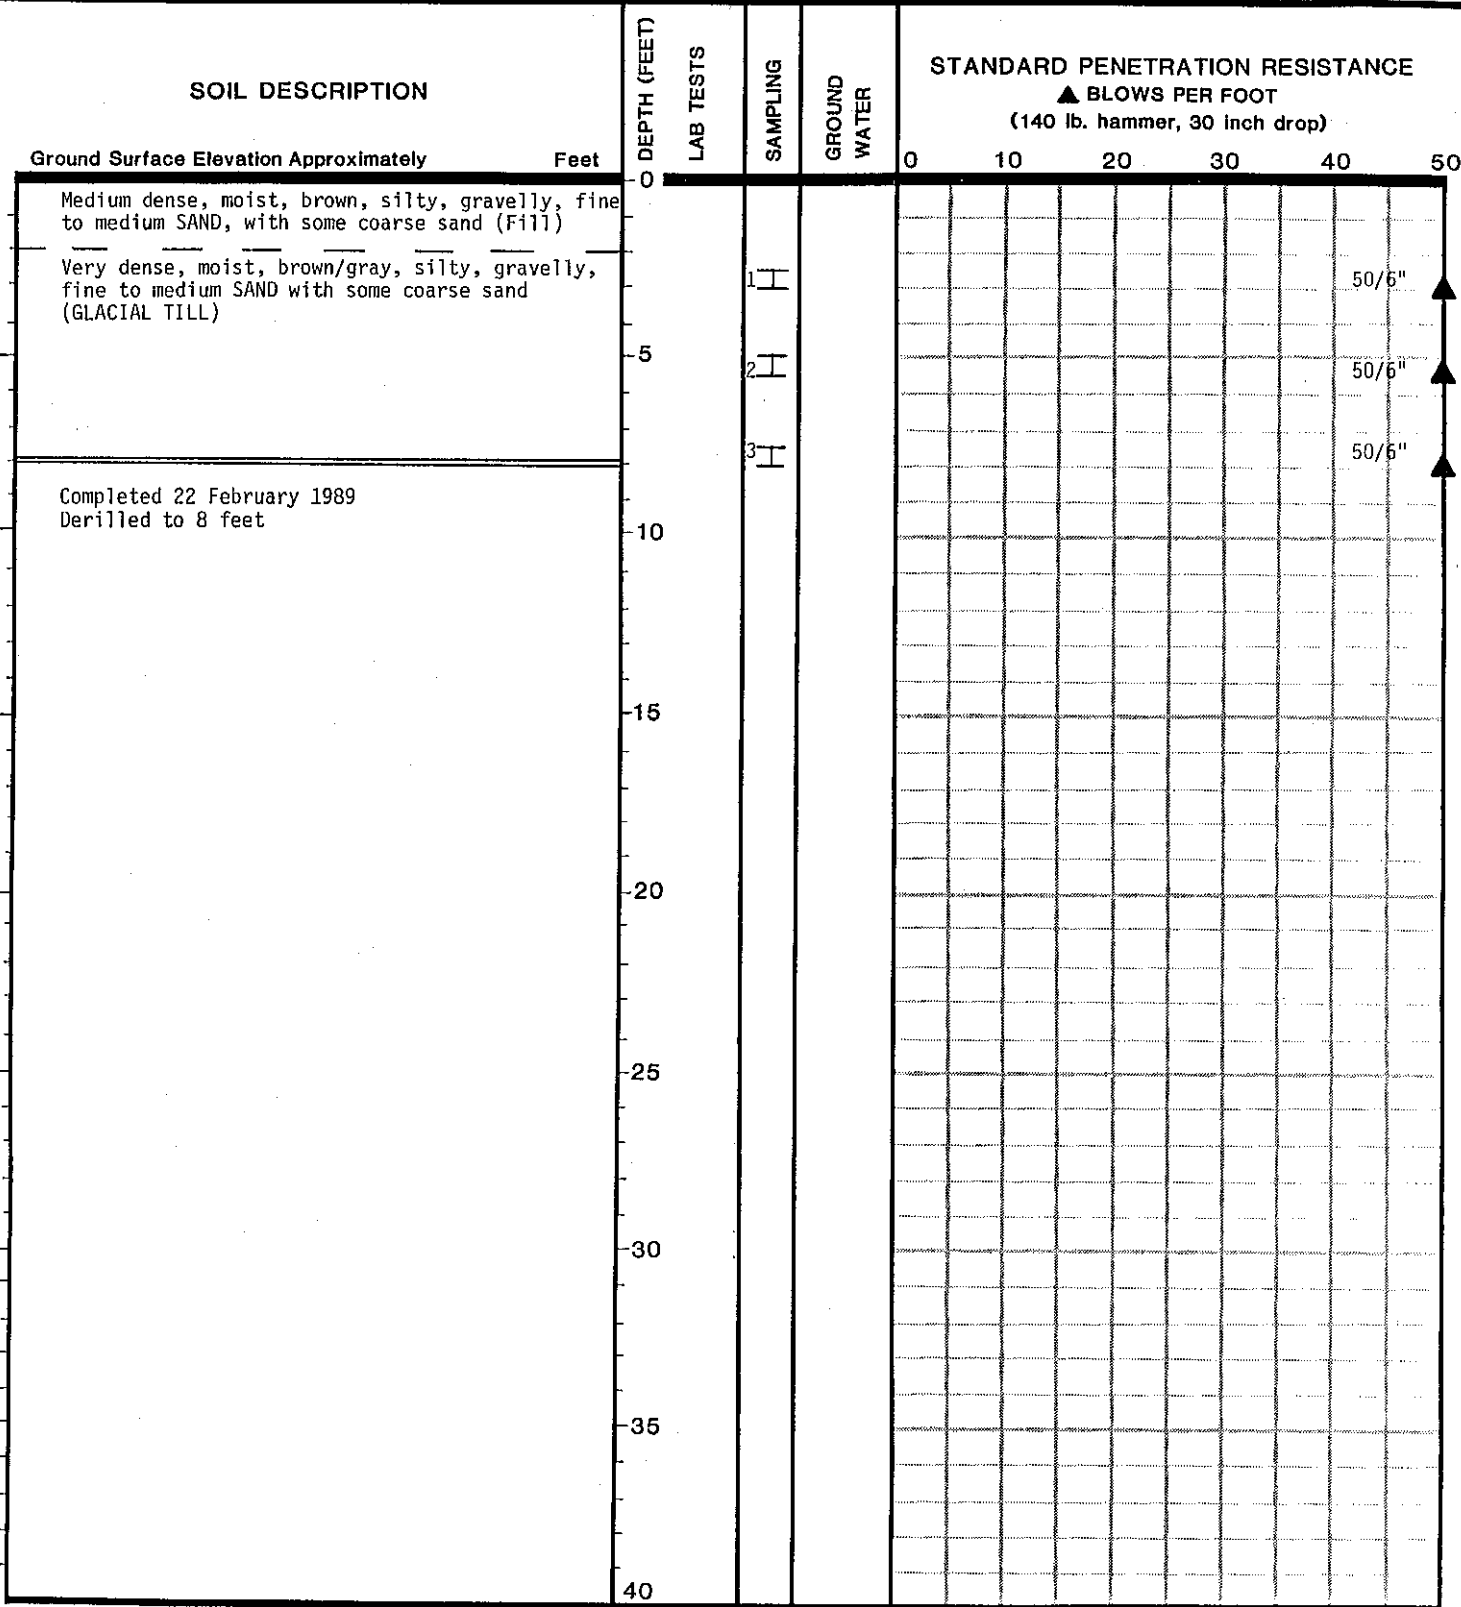 SOIL DESCRIPTION
Ground Surface Elevation Approximately Feet
DEPTH (FEET)
LAB TESTS
SAMPLING
GROUND
WATER
STANDARD PENETRATION RESISTANCE
▲ BLOWS PER FOOT
(140 lb. hammer, 30 inch drop)
0 10 20 30 40 50
0
Medium dense, moist, brown, silty, gravelly, fine
to medium SAND, with some coarse sand (Fill)
Very dense, moist, brown/gray, silty, gravelly,
fine to medium SAND with some coarse sand
(GLACIAL TILL)
1
50/6"
5
2
50/6"
3
50/6"
Completed 22 February 1989
Derilled to 8 feet
10
15
20
25
30
35
40